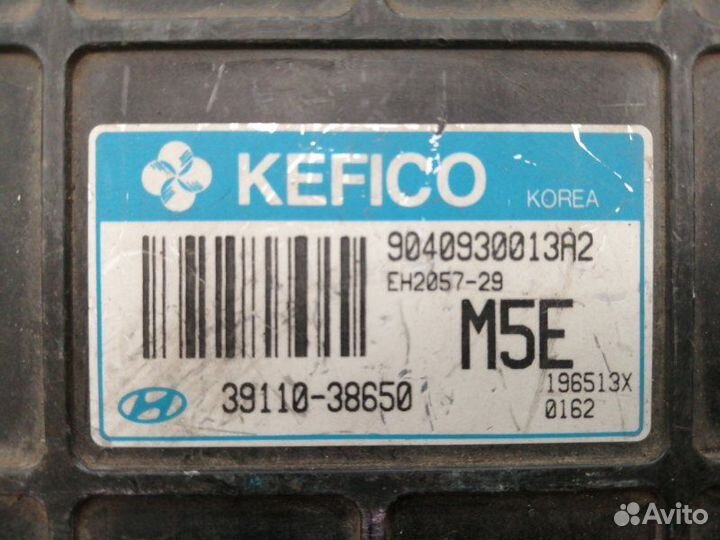 KEFICO
KOREA
9040930013A2
EH2057-29
M5E
39110-38650
196513X
0162
Avito